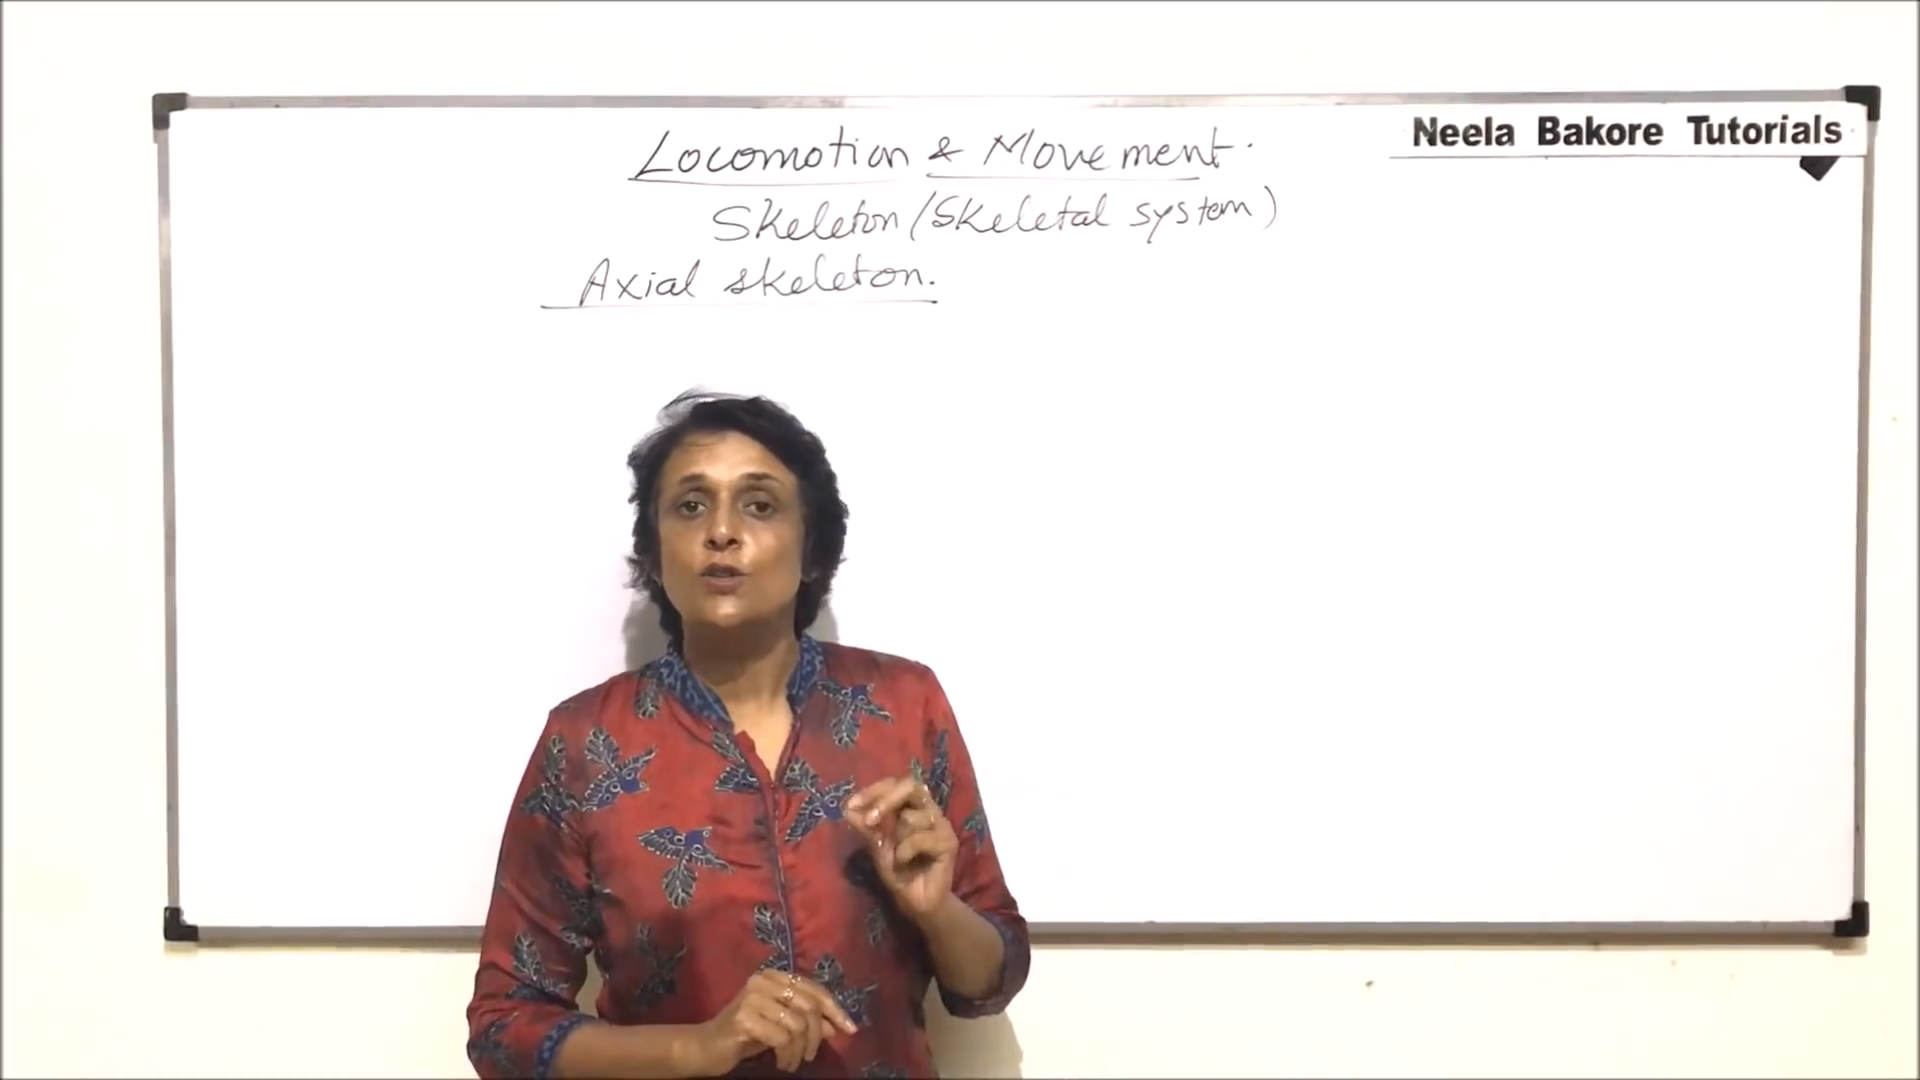 Neela Bakore Tutorials
Locomotion & Movement.
Skeleton (Skeletal system)
Axial skeleton.